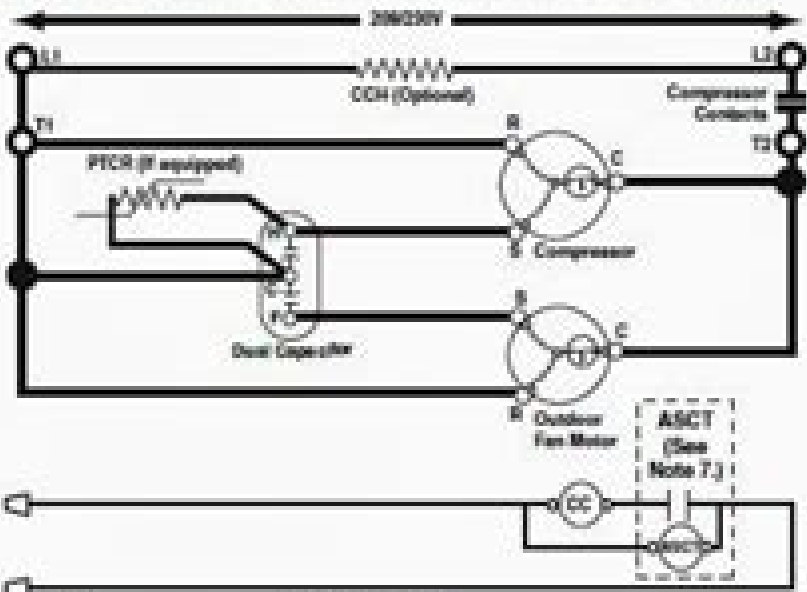 208/230V
L1
L2
CCH (Optional)
Compressor
Contacts
T1
R
T2
PTCR (If equipped)
C
S
Compressor
S
F
C
Dual Capacitor
R
Outdoor
Fan Motor
ASCT
(See
Note 7.)
CC
ASCT